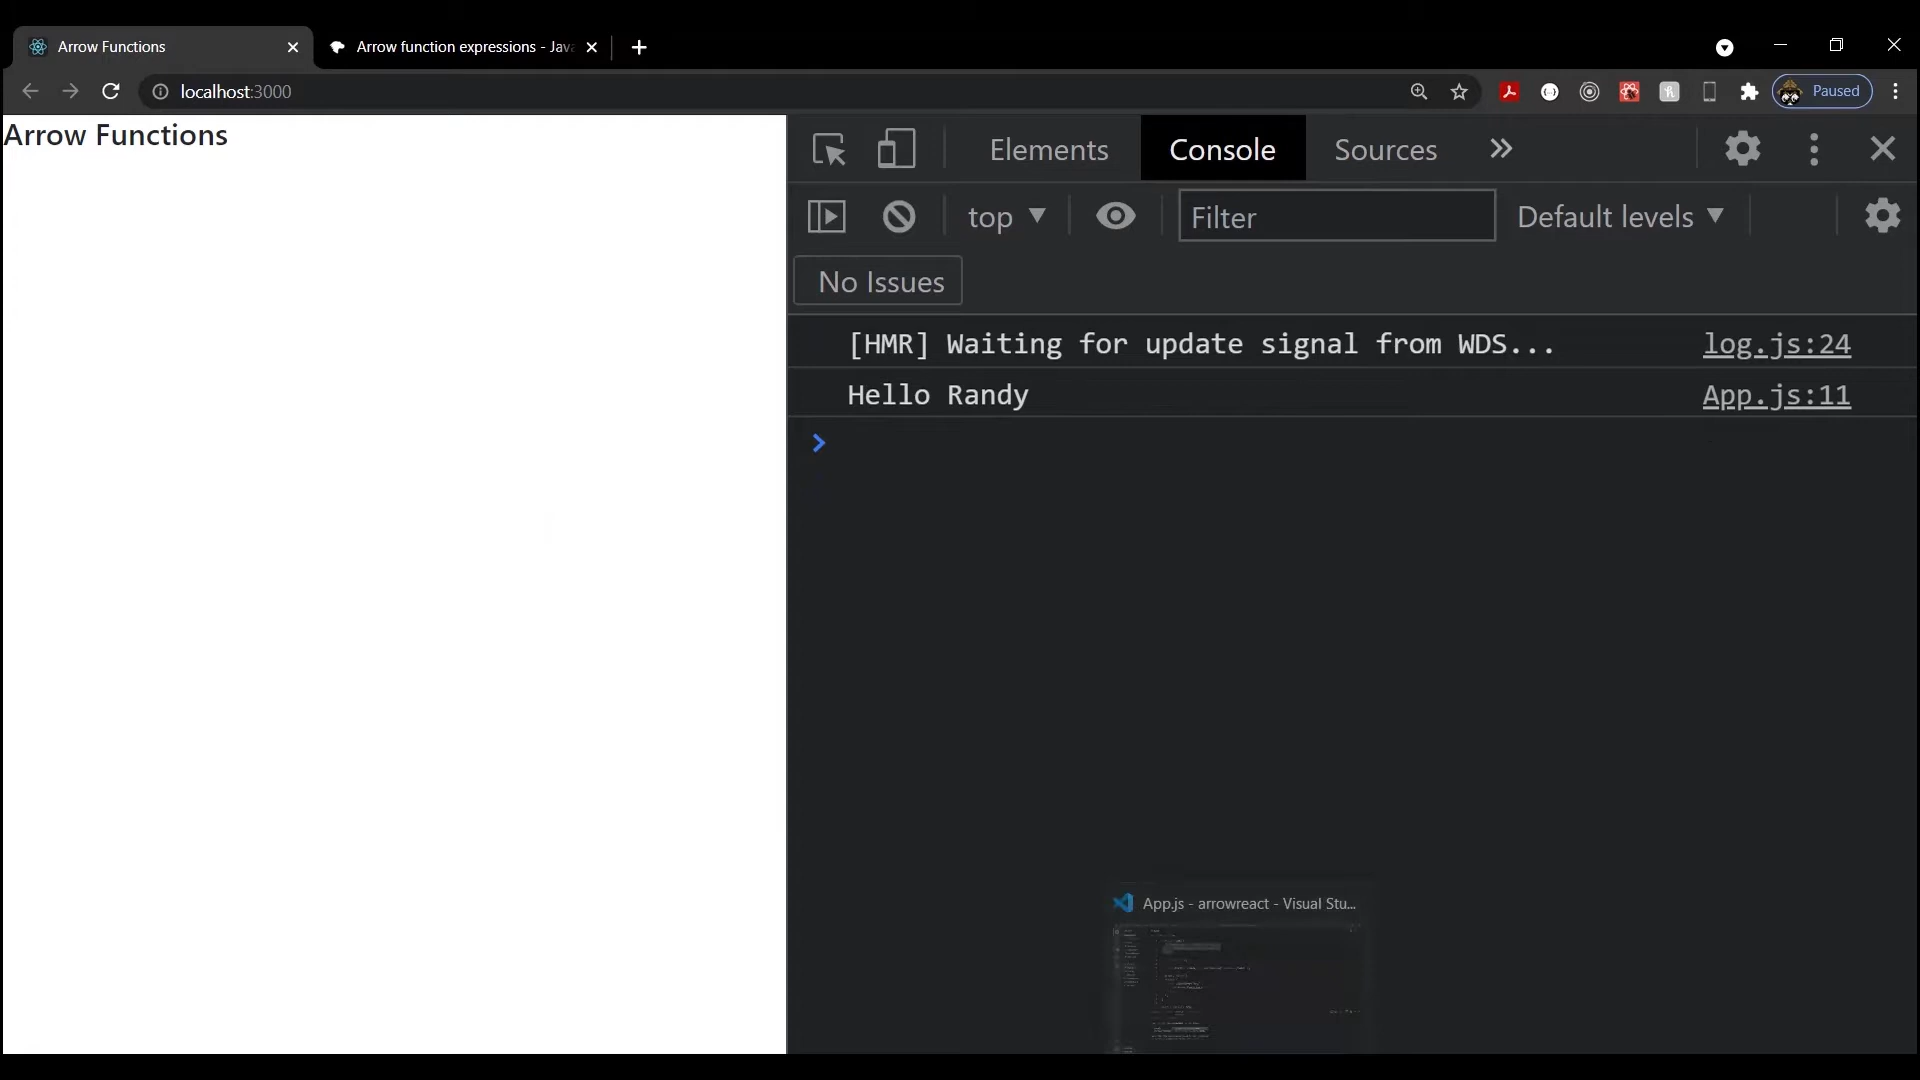 Arrow Functions
Arrow function expressions - Jav
localhost:3000
Paused
Arrow Functions
Elements Console Sources
top Filter Default levels
No Issues
[HMR] Waiting for update signal from WDS... log.js:24
Hello Randy App.js:11
App.js - arrowreact - Visual Stu...